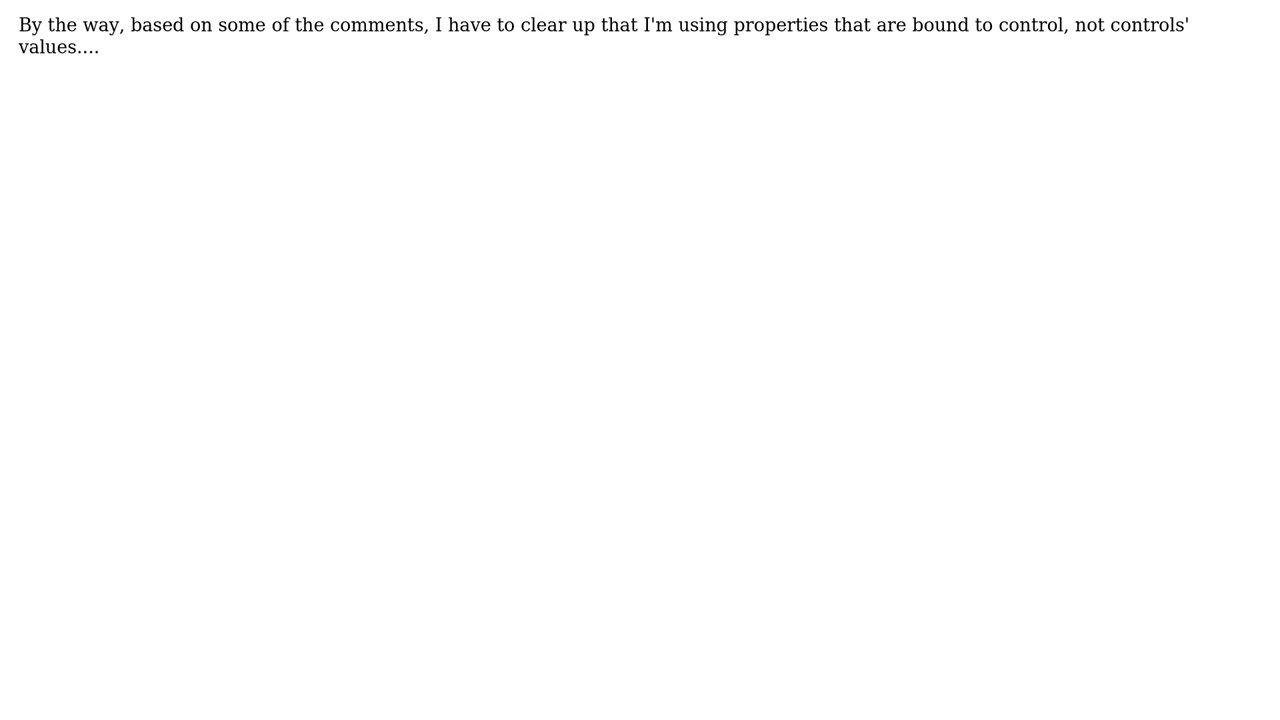 By the way, based on some of the comments, I have to clear up that I'm using properties that are bound to control, not controls'
values....